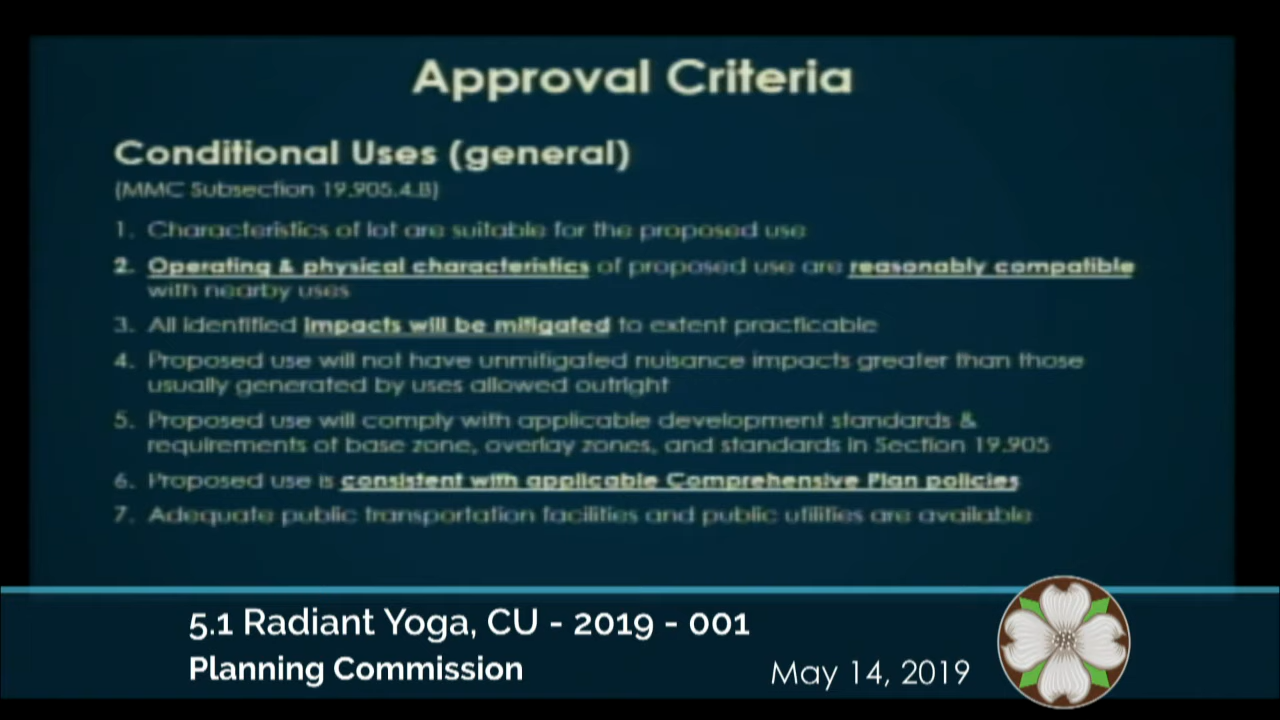 Approval Criteria
Conditional Uses (general)
(MMC Subsection 19.905.4.B)
1. Characteristics of lot are suitable for the proposed use
2. Operating & physical characteristics of proposed use are reasonably compatible
with nearby uses
3. All identified impacts will be mitigated to extent practicable
4. Proposed use will not have unmitigated nuisance impacts greater than those
usually generated by uses allowed outright
5. Proposed use will comply with applicable development standards &
requirements of base zone, overlay zones, and standards in Section 19.905
6. Proposed use is consistent with applicable Comprehensive Plan policies
7. Adequate public transportation facilities and public utilities are available
5.1 Radiant Yoga, CU - 2019 - 001
Planning Commission
May 14, 2019